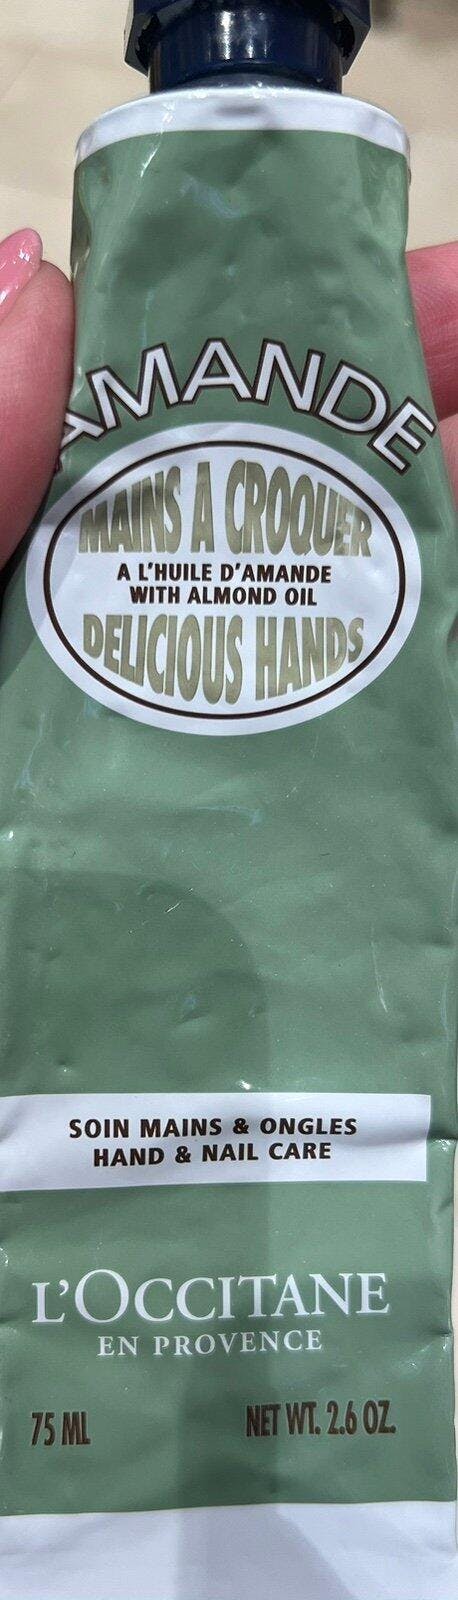 AMANDE
MAINS A CROQUER
A L'HUILE D'AMANDE
WITH ALMOND OIL
DELICIOUS HANDS
SOIN MAINS & ONGLES
HAND & NAIL CARE
L'OCCITANE
EN PROVENCE
75 ML NET WT. 2.6 OZ.